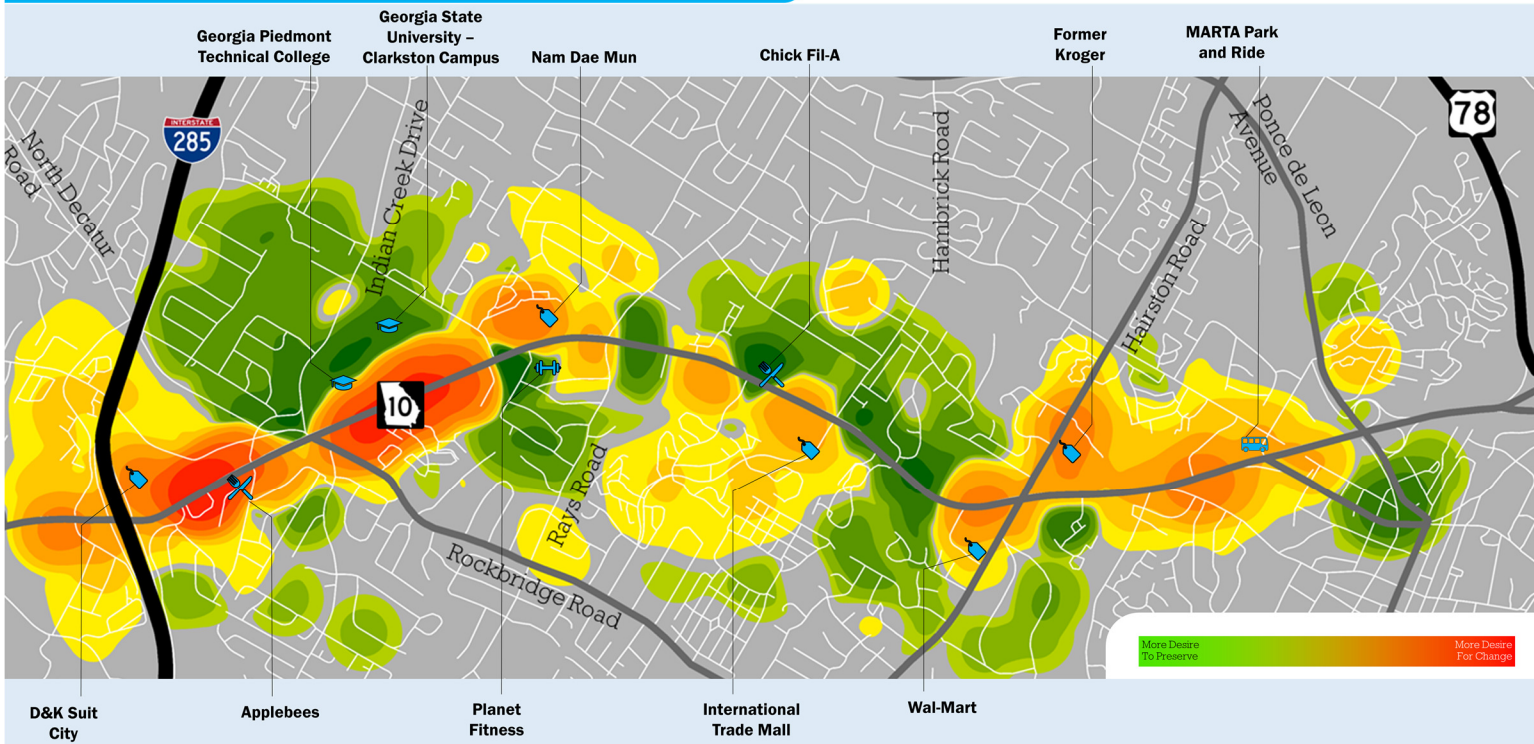 Georgia Piedmont
Technical College
Georgia State
University –
Clarkston Campus
Nam Dae Mun
Chick Fil-A
Former
Kroger
MARTA Park
and Ride
North Decatur
Road
INTERSTATE
285
Indian Creek Drive
Hambrick Road
Hairston Road
Ponce de Leon
Avenue
78
10
Rays Road
Rockbridge Road
More Desire
To Preserve
More Desire
For Change
D&K Suit
City
Applebees
Planet
Fitness
International
Trade Mall
Wal-Mart